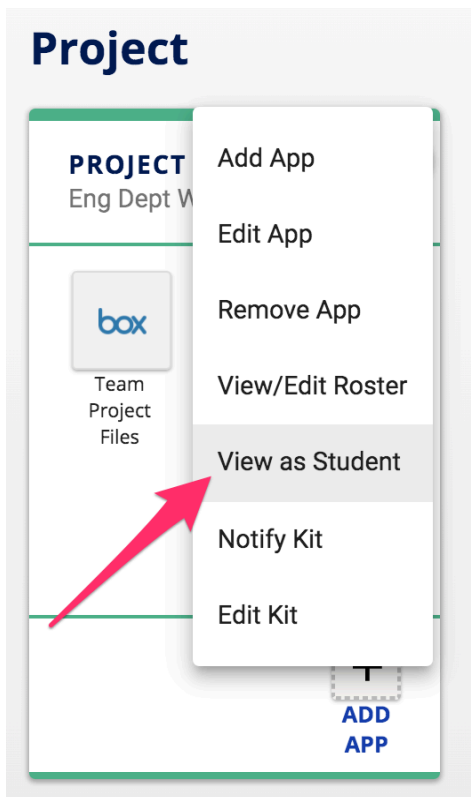 Project
PROJECT
Eng Dept
box
Team
Project
Files
Add App
Edit App
Remove App
View/Edit Roster
View as Student
Notify Kit
Edit Kit
ADD
APP